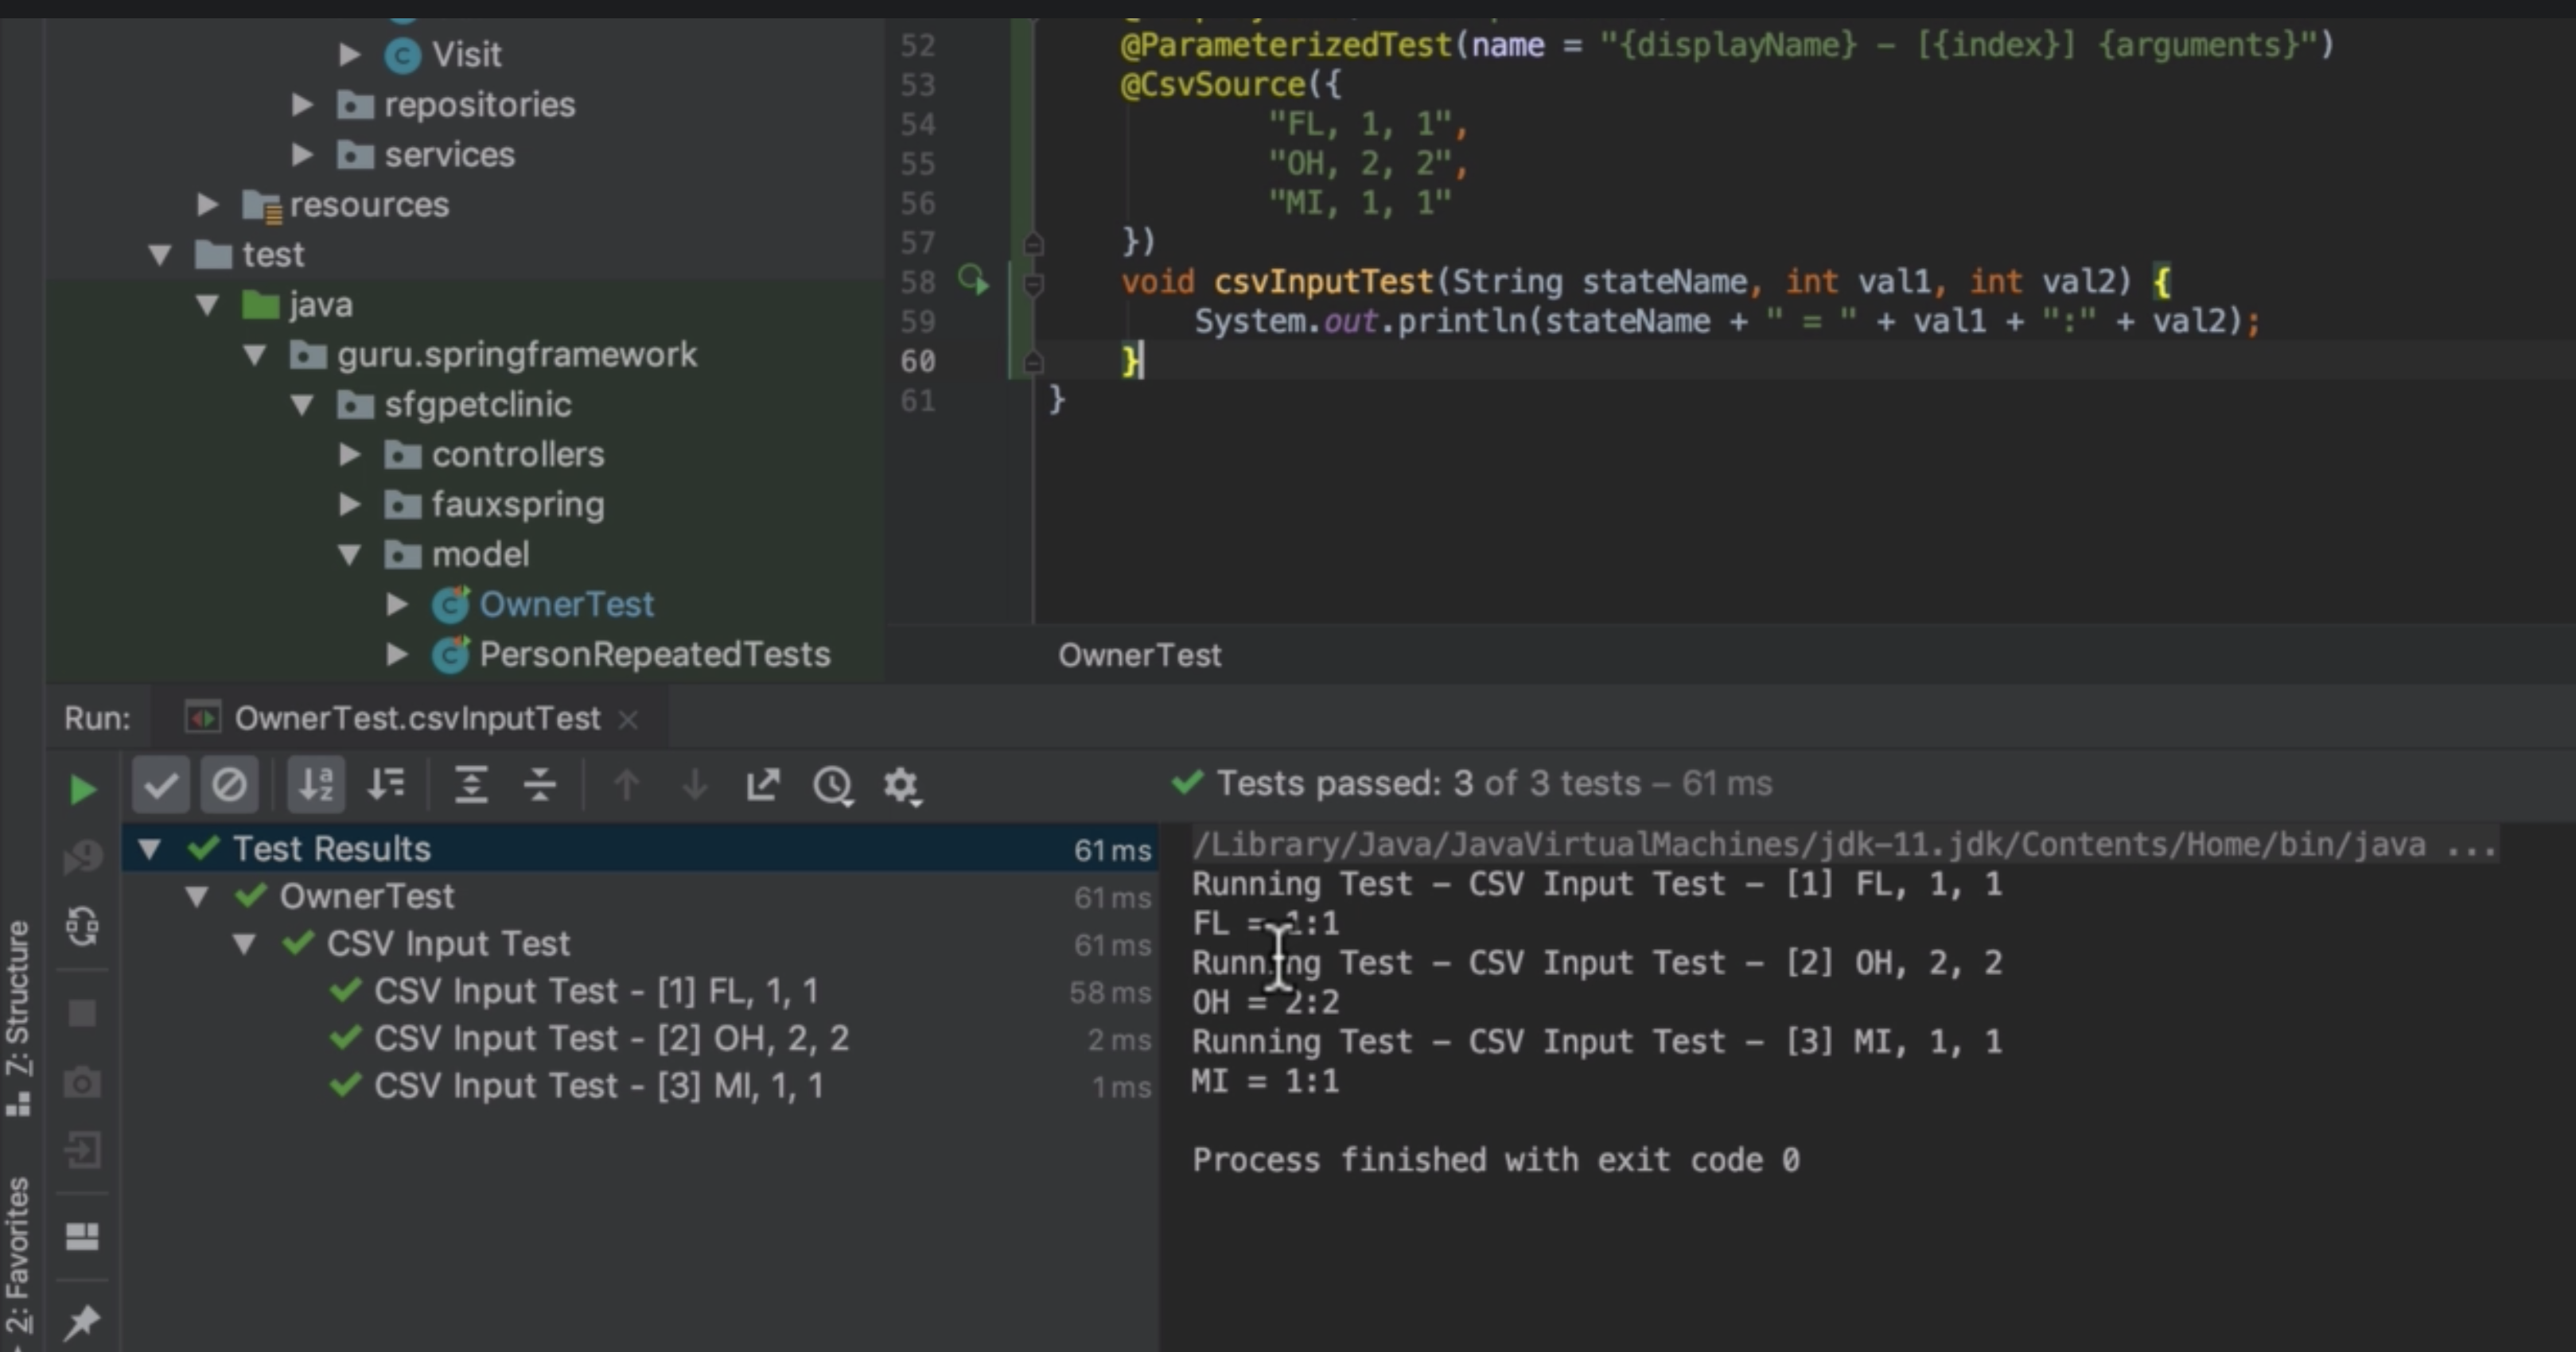 Visit
repositories
services
resources
test
java
guru.springframework
sfgpetclinic
controllers
fauxspring
model
OwnerTest
PersonRepeatedTests
52 @ParameterizedTest(name = "{displayName} - [{index}] {arguments}")
53 @CsvSource({
54 "FL, 1, 1",
55 "OH, 2, 2",
56 "MI, 1, 1"
57 })
58 void csvInputTest(String stateName, int val1, int val2) {
59 System.out.println(stateName + " = " + val1 + ":" + val2);
60 }
61 }
OwnerTest
Run: OwnerTest.csvInputTest
Tests passed: 3 of 3 tests – 61 ms
Test Results 61 ms
OwnerTest 61 ms
CSV Input Test 61 ms
CSV Input Test - [1] FL, 1, 1 58 ms
CSV Input Test - [2] OH, 2, 2 2 ms
CSV Input Test - [3] MI, 1, 1 1 ms
/Library/Java/JavaVirtualMachines/jdk-11.jdk/Contents/Home/bin/java ...
Running Test - CSV Input Test - [1] FL, 1, 1
FL = 1:1
Running Test - CSV Input Test - [2] OH, 2, 2
OH = 2:2
Running Test - CSV Input Test - [3] MI, 1, 1
MI = 1:1
Process finished with exit code 0
Z: Structure
2: Favorites